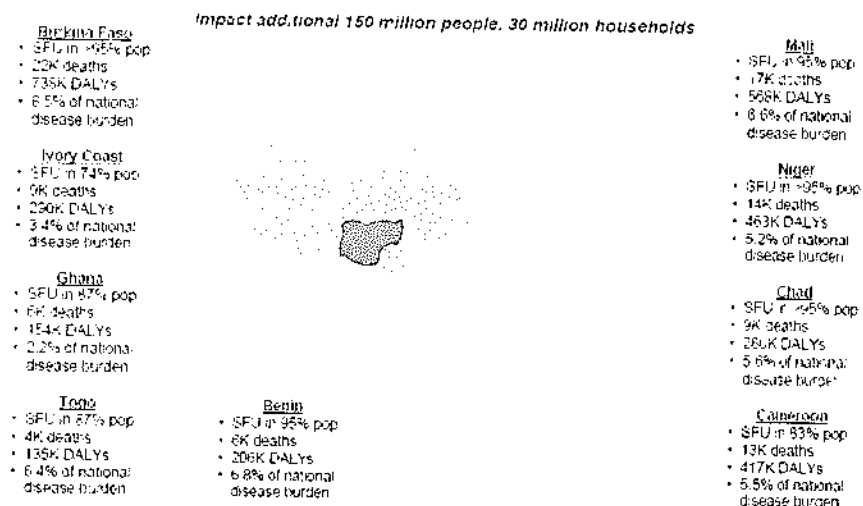 Impact additional 150 million people, 30 million households
Burkina Faso
• SFU in >95% pop
• 22K deaths
• 738K DALYs
• 6.5% of national
disease burden
Ivory Coast
• SFU in 74% pop
• 9K deaths
• 290K DALYs
• 3.4% of national
disease burden
Ghana
• SFU in 87% pop
• 6K deaths
• 154K DALYs
• 2.2% of national
disease burden
Togo
• SFU in 87% pop
• 4K deaths
• 135K DALYs
• 6.4% of national
disease burden
Benin
• SFU in 95% pop
• 6K deaths
• 206K DALYs
• 6.8% of national
disease burden
Mali
• SFU in 95% pop
• 17K deaths
• 568K DALYs
• 6.6% of national
disease burden
Niger
• SFU in >95% pop
• 14K deaths
• 463K DALYs
• 5.2% of national
disease burden
Chad
• SFU in >95% pop
• 9K deaths
• DALYs
• 5.6% of national
disease burden
Cameroon
• SFU in 83% pop
• 13K deaths
• 417K DALYs
• 5.5% of national
disease burden